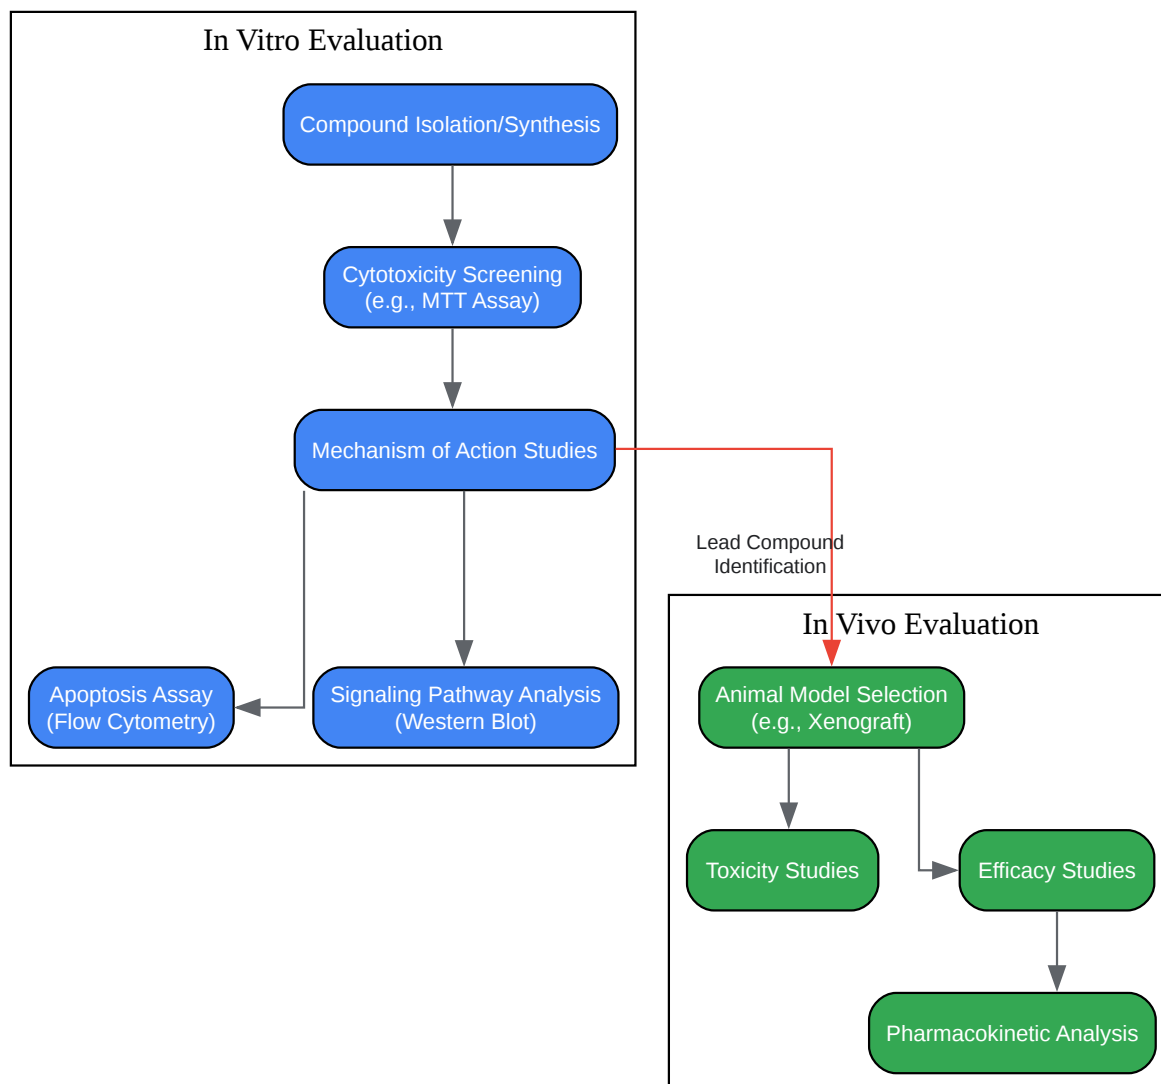 In Vitro Evaluation
Compound Isolation/Synthesis
Cytotoxicity Screening
(e.g., MTT Assay)
Mechanism of Action Studies
Lead Compound
Identification
In Vivo Evaluation
Apoptosis Assay
(Flow Cytometry)
Signaling Pathway Analysis
(Western Blot)
Animal Model Selection
(e.g., Xenograft)
Toxicity Studies
Efficacy Studies
Pharmacokinetic Analysis